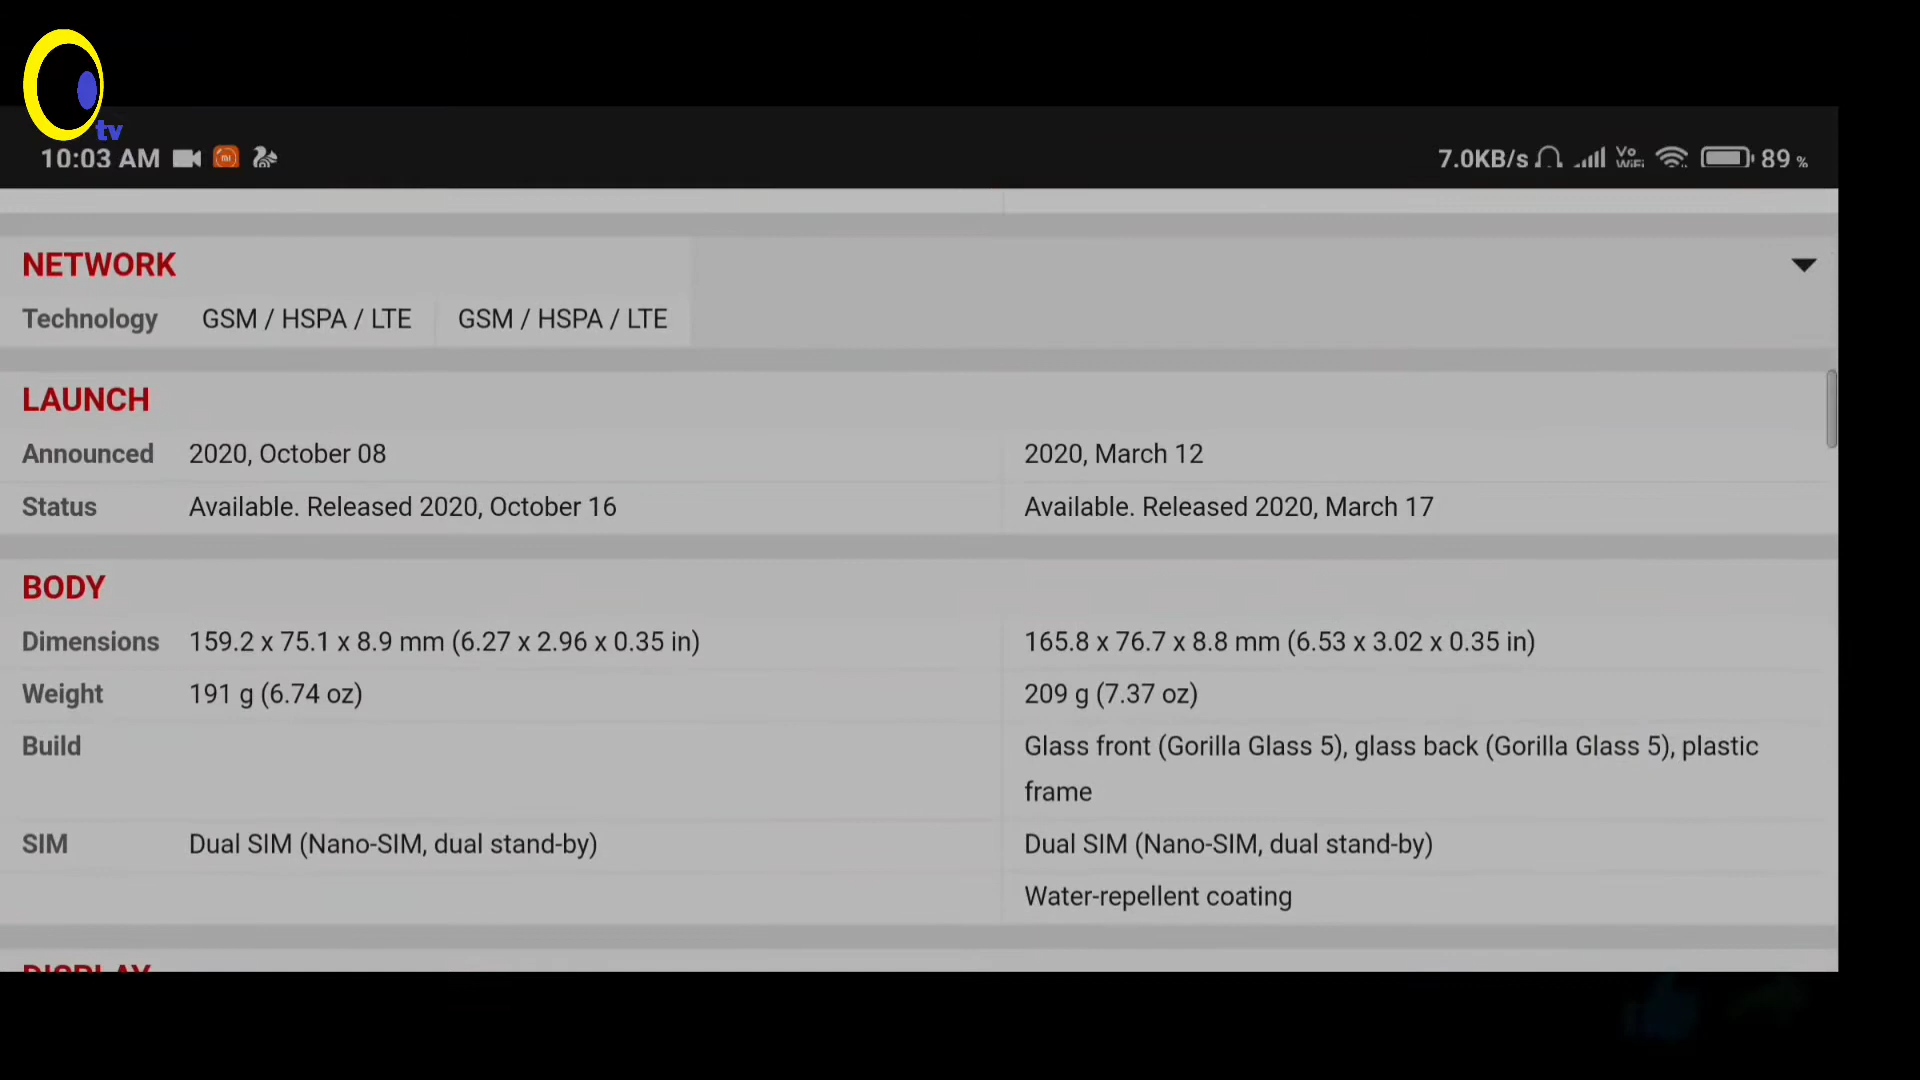 tv
10:03 AM 7.0KB/s Vo WiFi 89 %
NETWORK
Technology GSM / HSPA / LTE GSM / HSPA / LTE
LAUNCH
Announced 2020, October 08 2020, March 12
Status Available. Released 2020, October 16 Available. Released 2020, March 17
BODY
Dimensions 159.2 x 75.1 x 8.9 mm (6.27 x 2.96 x 0.35 in) 165.8 x 76.7 x 8.8 mm (6.53 x 3.02 x 0.35 in)
Weight 191 g (6.74 oz) 209 g (7.37 oz)
Build Glass front (Gorilla Glass 5), glass back (Gorilla Glass 5), plastic
frame
SIM Dual SIM (Nano-SIM, dual stand-by) Dual SIM (Nano-SIM, dual stand-by)
Water-repellent coating
DISPLAY